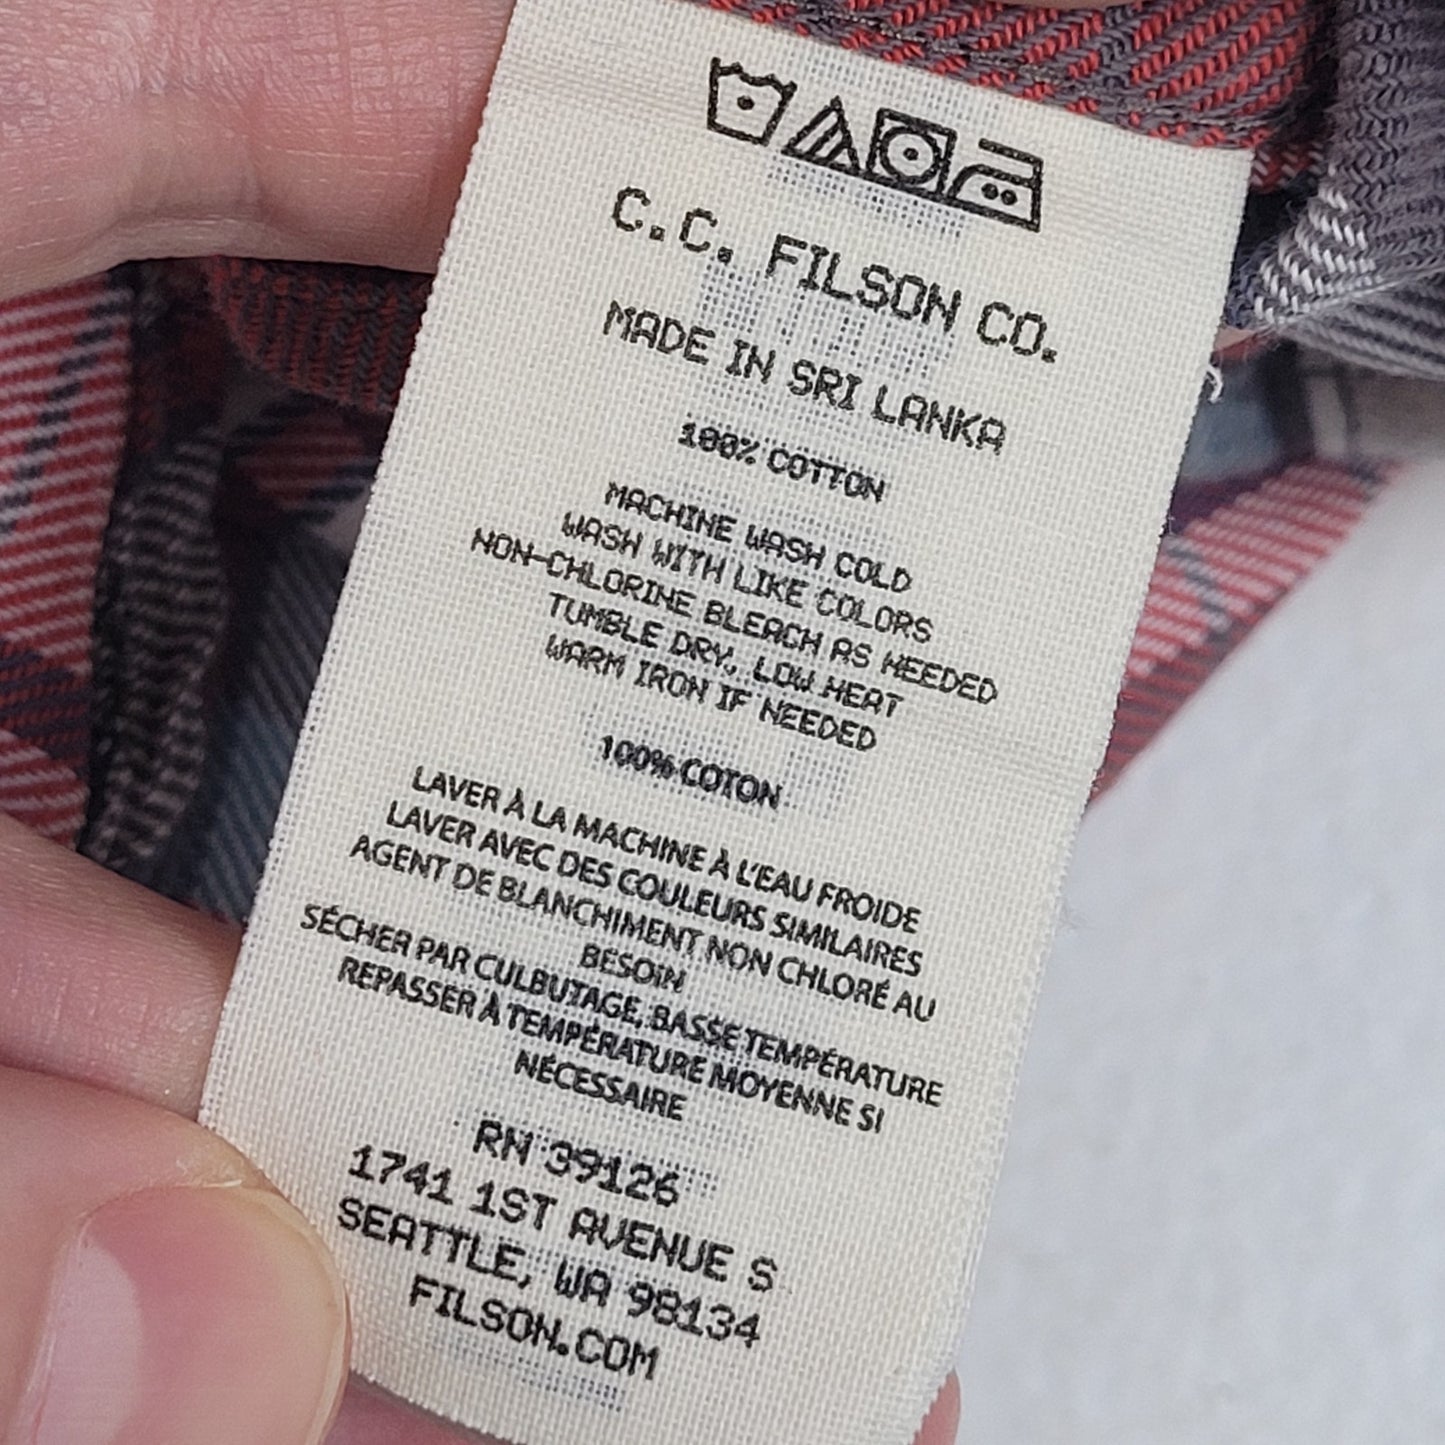 C.C. FILSON CO.
MADE IN SRI LANKA
100% COTTON
MACHINE WASH COLD
WASH WITH LIKE COLORS
NON-CHLORINE BLEACH AS NEEDED
TUMBLE DRY, LOW HEAT
WARM IRON IF NEEDED
100% COTON
LAVER À LA MACHINE À L'EAU FROIDE
LAVER AVEC DES COULEURS SIMILAIRES
AGENT DE BLANCHIMENT NON CHLORÉ AU
BESOIN
SÉCHER PAR CULBUTAGE, BASSE TEMPÉRATURE
REPASSER À TEMPÉRATURE MOYENNE SI
NÉCESSAIRE
RN 39126
1741 1ST AVENUE S
SEATTLE, WA 98134
FILSON.COM